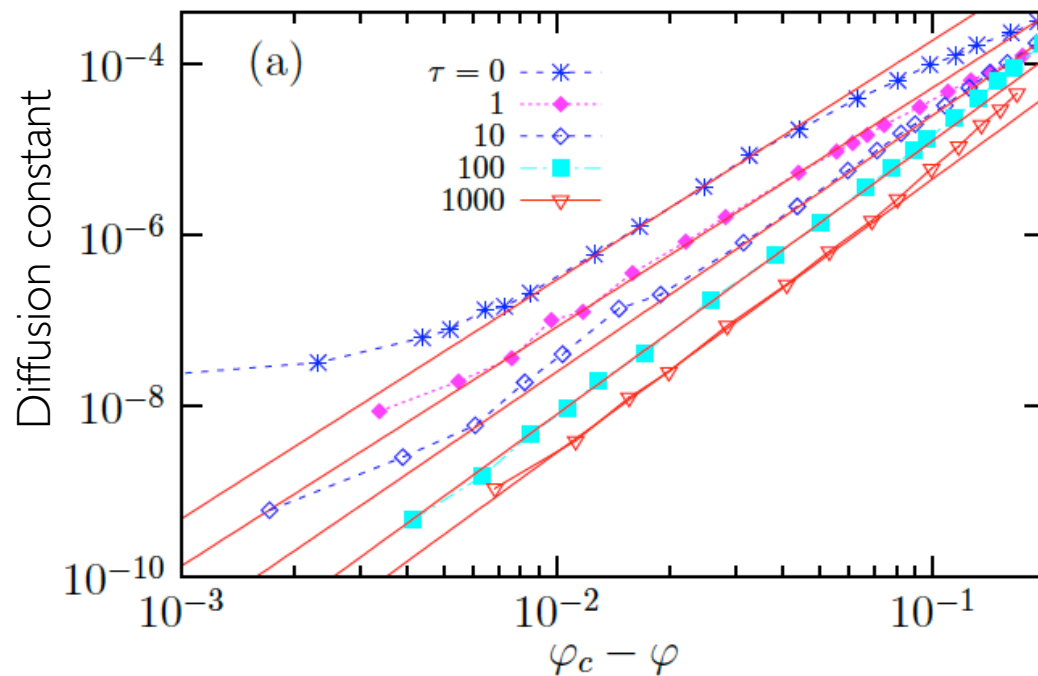 (a)
τ = 0
1
10
100
1000
10⁻⁴
10⁻⁶
10⁻⁸
10⁻¹⁰
Diffusion constant
10⁻³ 10⁻² 10⁻¹
φ_c − φ